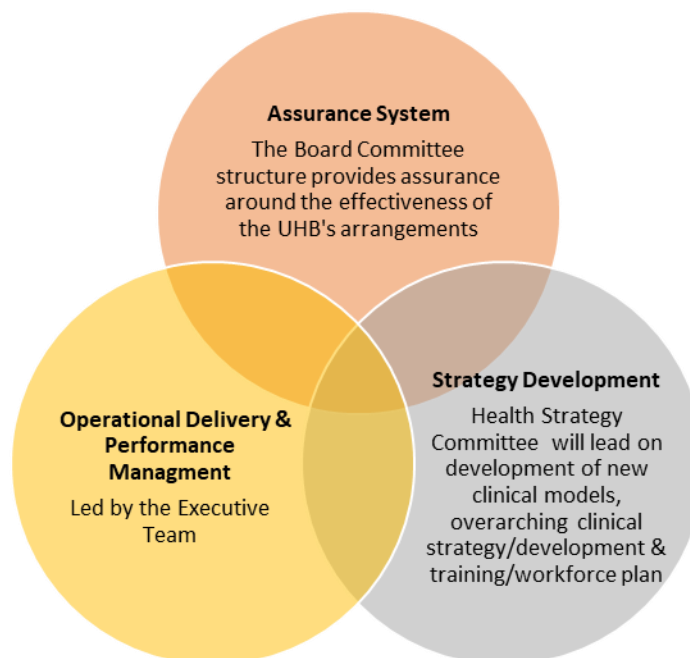 Assurance System
The Board Committee
structure provides assurance
around the effectiveness of
the UHB's arrangements
Operational Delivery &
Performance
Managment
Led by the Executive
Team
Strategy Development
Health Strategy
Committee will lead on
development of new
clinical models,
overarching clinical
strategy/development &
training/workforce plan